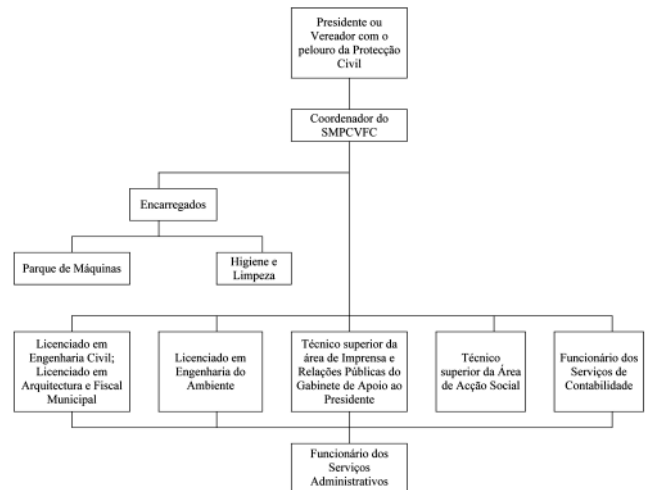 Presidente ou
Vereador com o
pelouro da Protecção
Civil
Coordenador do
SMPCVFC
Encarregados
Parque de Máquinas
Higiene e
Limpeza
Licenciado em
Engenharia Civil;
Licenciado em
Arquitectura e Fiscal
Municipal
Licenciado em
Engenharia do
Ambiente
Técnico superior da
área de Imprensa e
Relações Públicas do
Gabinete de Apoio ao
Presidente
Técnico
superior da Área
de Acção Social
Funcionário dos
Serviços de
Contabilidade
Funcionário dos
Serviços
Administrativos